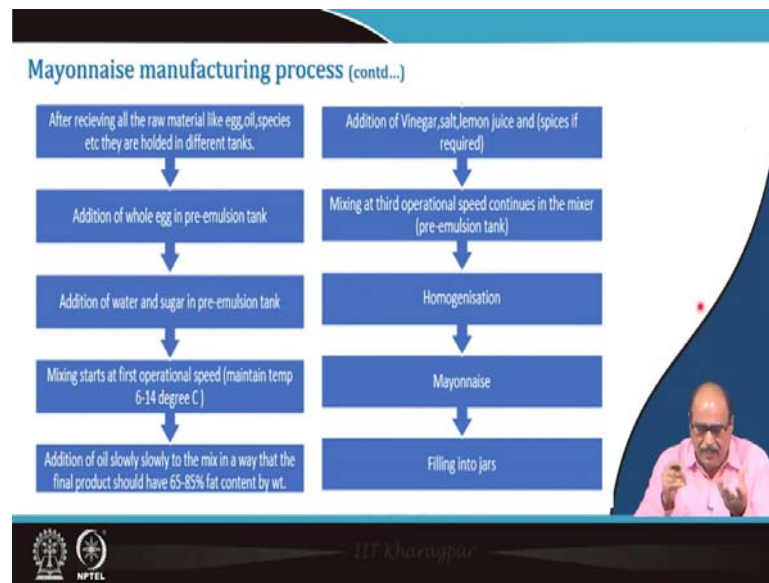 Mayonnaise manufacturing process (contd...)
After recieving all the raw material like egg,oil,species
etc they are holded in different tanks.
Addition of whole egg in pre-emulsion tank
Addition of water and sugar in pre-emulsion tank
Mixing starts at first operational speed (maintain temp
6-14 degree C )
Addition of oil slowly slowly to the mix in a way that the
final product should have 65-85% fat content by wt.
Addition of Vinegar,salt,lemon juice and (spices if
required)
Mixing at third operational speed continues in the mixer
(pre-emulsion tank)
Homogenisation
Mayonnaise
Filling into jars
NPTEL
IIT Kharagpur